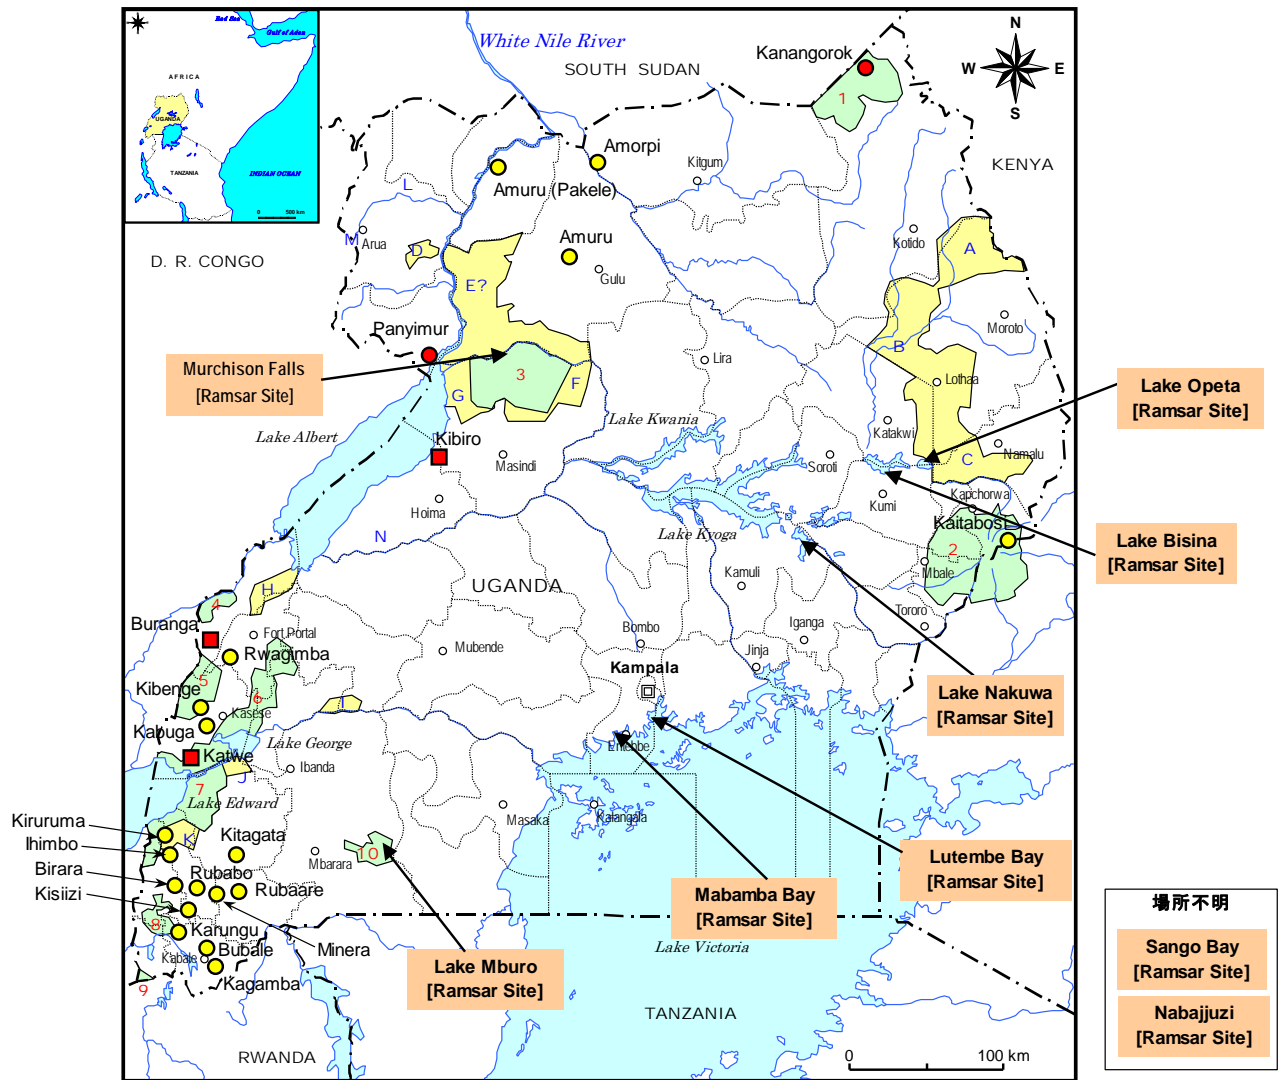 Red Sea
Gulf of Aden
AFRICA
UGANDA
TANZANIA
INDIAN OCEAN
0 500 km
White Nile River
SOUTH SUDAN
Kanangorok
1
N
W E
S
KENYA
Amorpi
Kitgum
Amuru (Pakele)
L
M
Arua
D
D. R. CONGO
Amuru
Gulu
E?
Kotido
A
Moroto
B
Panyimur
Murchison Falls
[Ramsar Site]
3
F
G
Lira
Lothaa
Lake Opeta
[Ramsar Site]
Lake Albert
Lake Kwania
Kibiro
Masindi
Katakwi
Soroti
Namalu
C
Hoima
Kumi
Kapchorwa
Kaitabosi
Lake Kyoga
N
2
Mbale
Lake Bisina
[Ramsar Site]
UGANDA
H
4
Kamuli
Tororo
Buranga
Fort Portal
Rwagimba
Mubende
Bombo
Iganga
Jinja
Kampala
5
6
Kibenge
Kasese
Kabuga
I
Lake Nakuwa
[Ramsar Site]
Lake George
Katwe
Entebbe
Ibanda
J
7
Lake Edward
Masaka
Kalangala
Kiruruma
Ihimbo
K
Kitagata
Mbarara
10
Birara
Rubabo
Rubaare
Kisiizi
Lutembe Bay
[Ramsar Site]
Mabamba Bay
[Ramsar Site]
8
Karungu
Minera
Bubale
Kabale
Kagamba
9
Lake Mburo
[Ramsar Site]
Lake Victoria
TANZANIA
RWANDA
0 100 km
場所不明
Sango Bay
[Ramsar Site]
Nabajjuzi
[Ramsar Site]